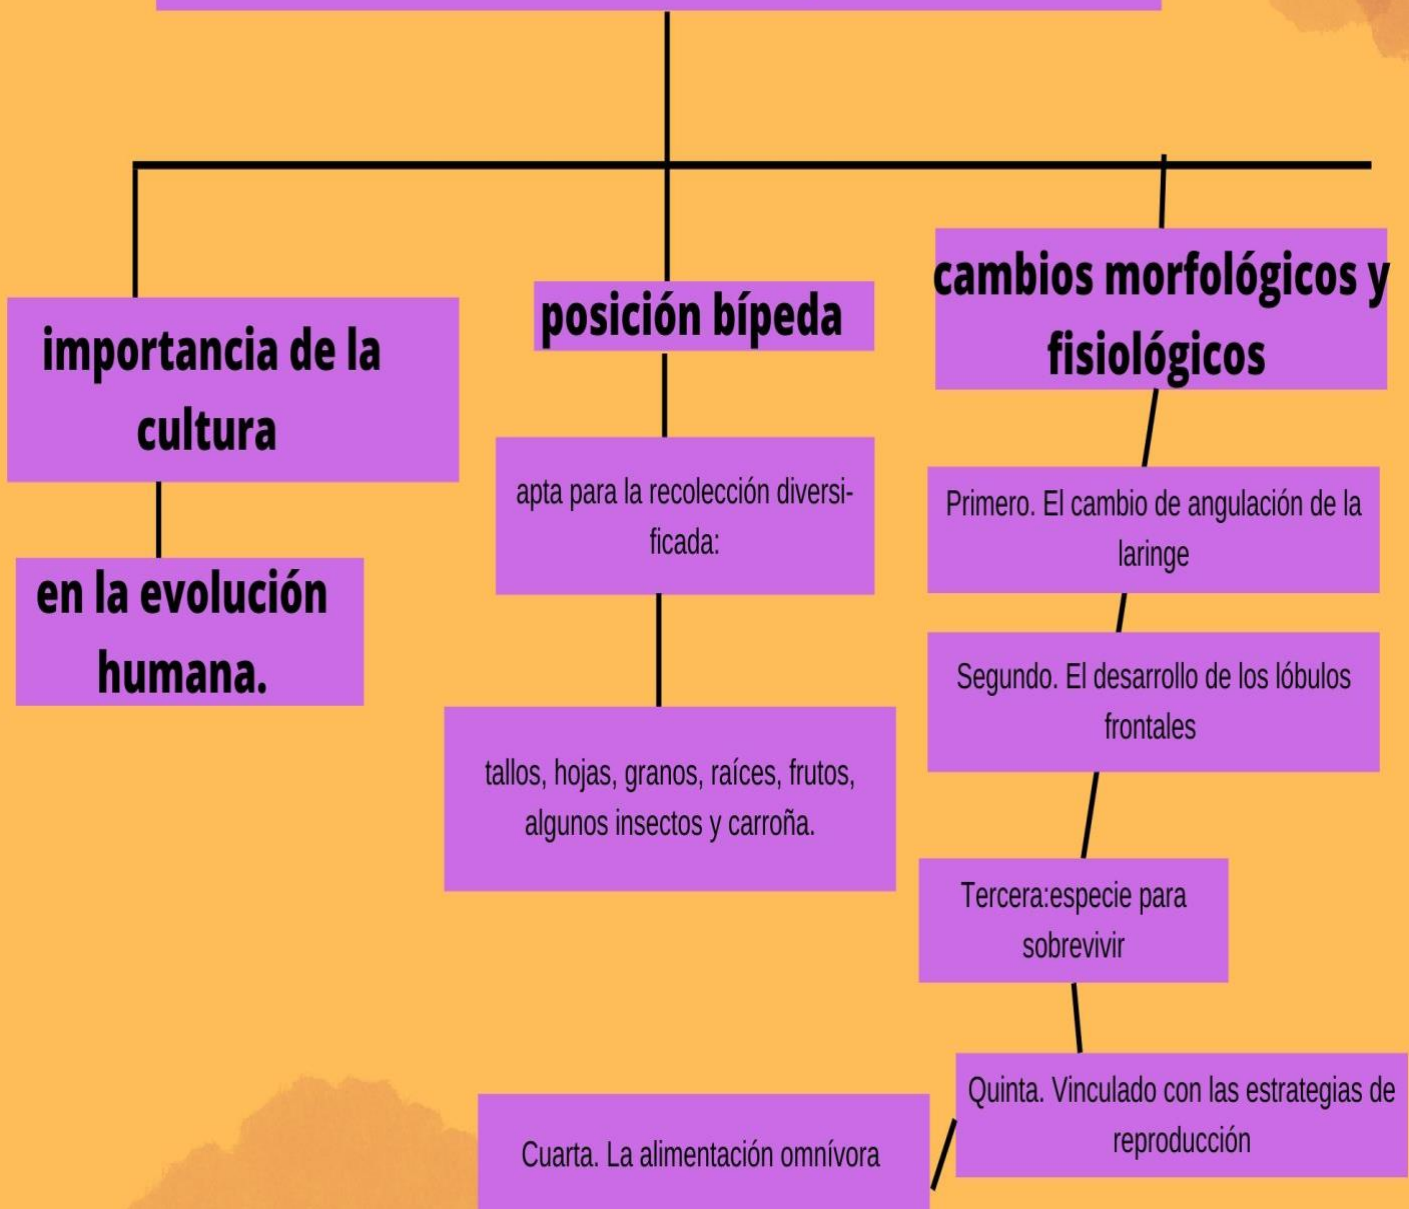 importancia de la
cultura
en la evolución
humana.
posición bípeda
apta para la recolección diversi-
ficada:
tallos, hojas, granos, raíces, frutos,
algunos insectos y carroña.
cambios morfológicos y
fisiológicos
Primero. El cambio de angulación de la
laringe
Segundo. El desarrollo de los lóbulos
frontales
Tercera:especie para
sobrevivir
Quinta. Vinculado con las estrategias de
reproducción
Cuarta. La alimentación omnívora